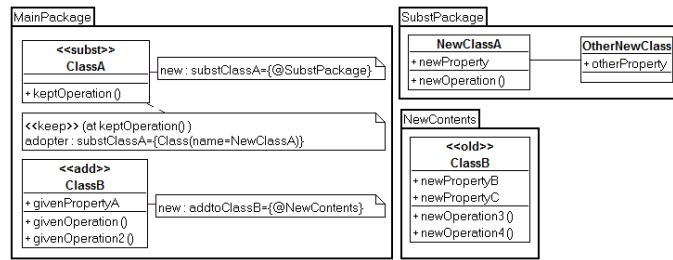 MainPackage
<<subst>>
ClassA
+ keptOperation ()
new : substClassA={@SubstPackage}
<<keep>> (at keptOperation() )
adopter : substClassA={Class(name=NewClassA)}
<<add>>
ClassB
+ givenPropertyA
+ givenOperation ()
+ givenOperation2 ()
new : addtoClassB={@NewContents}
SubstPackage
NewClassA
+ newProperty
+ newOperation ()
OtherNewClass
+ otherProperty
NewContents
<<old>>
ClassB
+ newPropertyB
+ newPropertyC
+ newOperation3 ()
+ newOperation4 ()